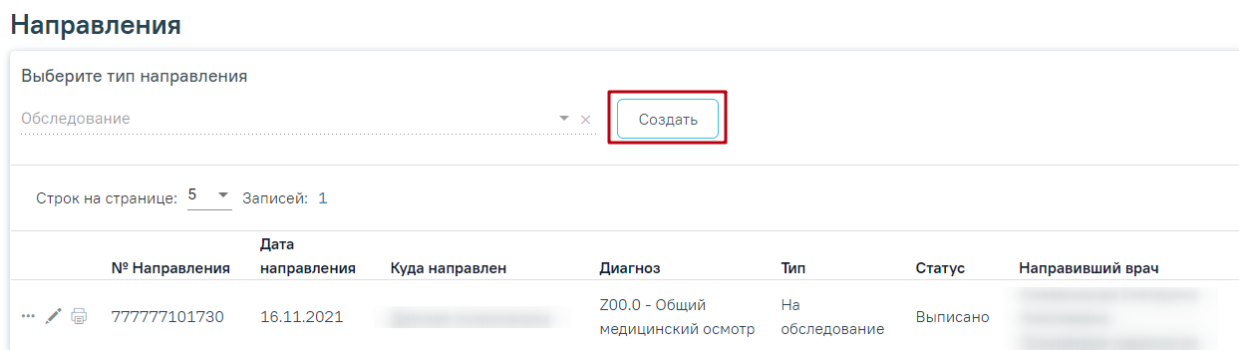 Направления
Выберите тип направления
Обследование
Создать
Строк на странице: 5 Записей: 1
№ Направления Дата направления Куда направлен Диагноз Тип Статус Направивший врач
777777101730 16.11.2021 Z00.0 - Общий медицинский осмотр На обследование Выписано